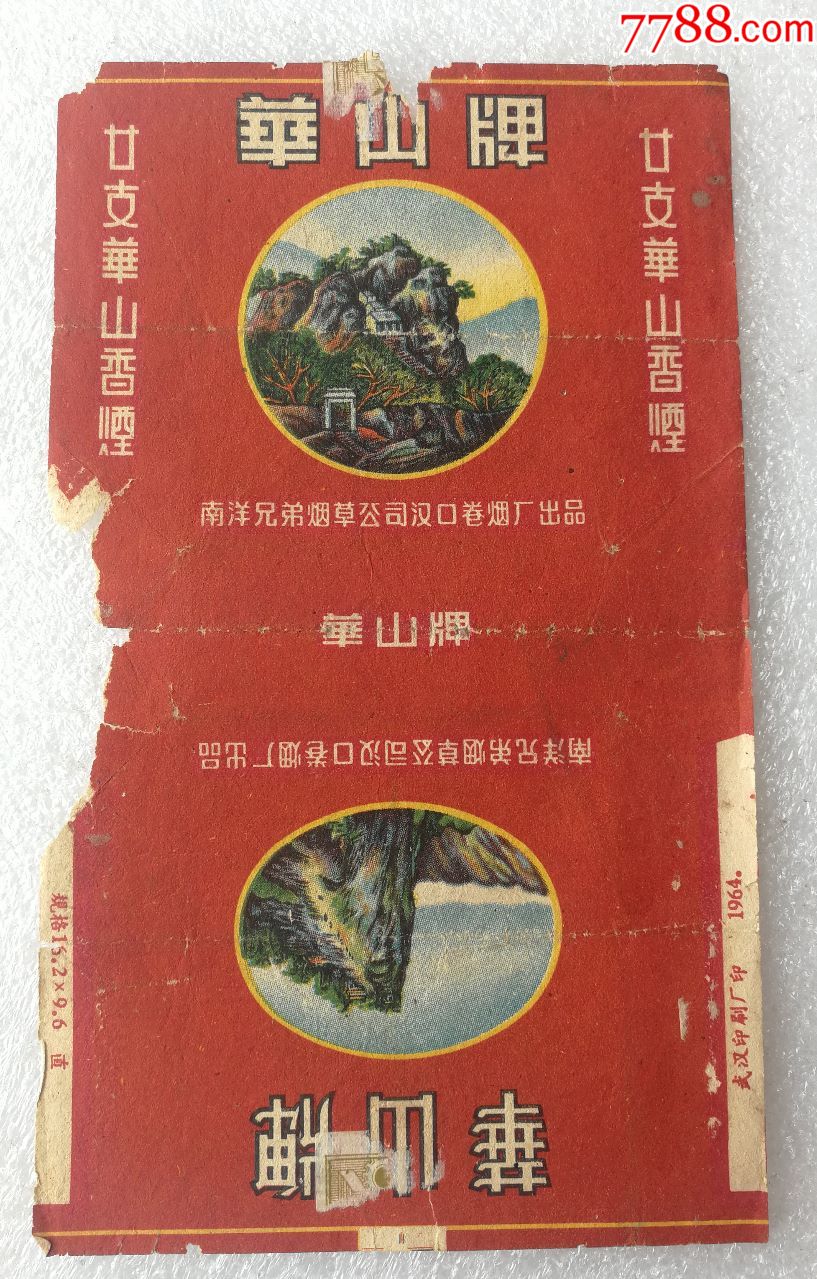 7788.com
華山牌
廿支華山香煙
廿支華山香煙
南洋兄弟烟草公司汉口卷烟厂出品
華山牌
南洋兄弟烟草公司汉口卷烟厂出品
華山牌
规格15.2×9.6 直
武汉印刷厂印 1964。